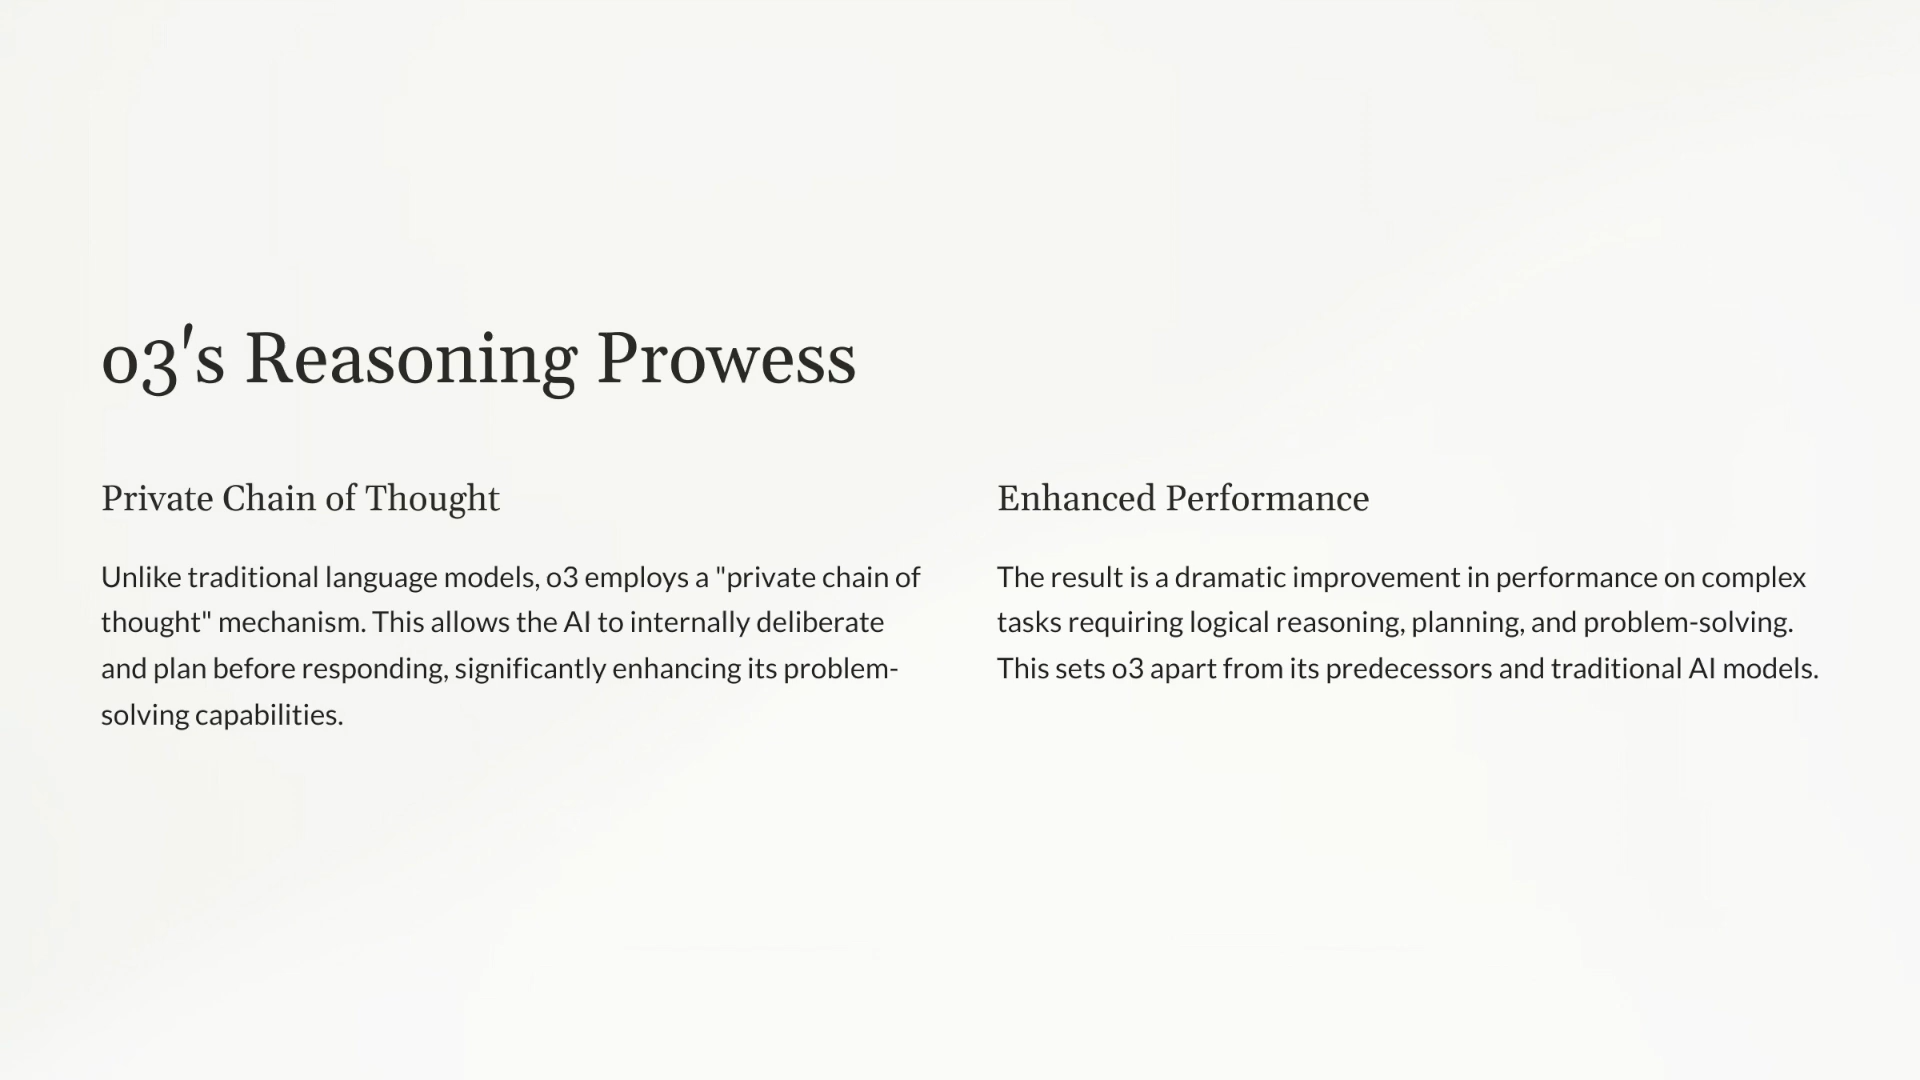 o3's Reasoning Prowess
Private Chain of Thought
Unlike traditional language models, o3 employs a "private chain of
thought" mechanism. This allows the AI to internally deliberate
and plan before responding, significantly enhancing its problem-
solving capabilities.
Enhanced Performance
The result is a dramatic improvement in performance on complex
tasks requiring logical reasoning, planning, and problem-solving.
This sets o3 apart from its predecessors and traditional AI models.